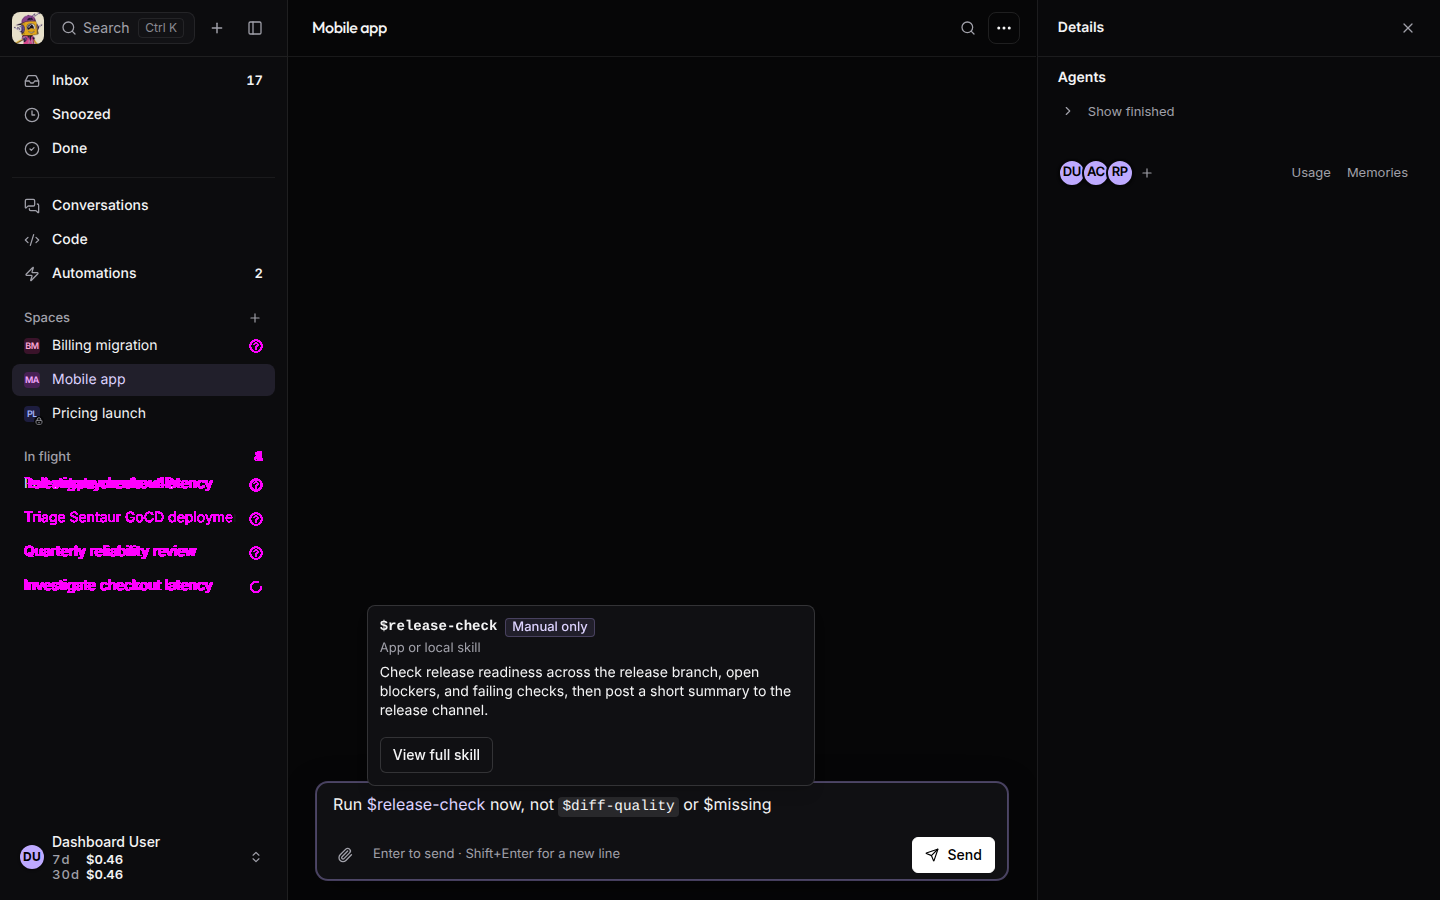 Search Ctrl K
Inbox 17
Snoozed
Done
Conversations
Code
Automations 2
Spaces
BM Billing migration
MA Mobile app
PL Pricing launch
In flight
Triage Sentaur GoCD deployme
Quarterly reliability review
Investigate checkout latency
DU Dashboard User
7d $0.46
30d $0.46
Mobile app
$release-check Manual only
App or local skill
Check release readiness across the release branch, open
blockers, and failing checks, then post a short summary to the
release channel.
View full skill
Run $release-check now, not $diff-quality or $missing
Enter to send · Shift+Enter for a new line
Send
Details
Agents
Show finished
DU AC RP
Usage Memories